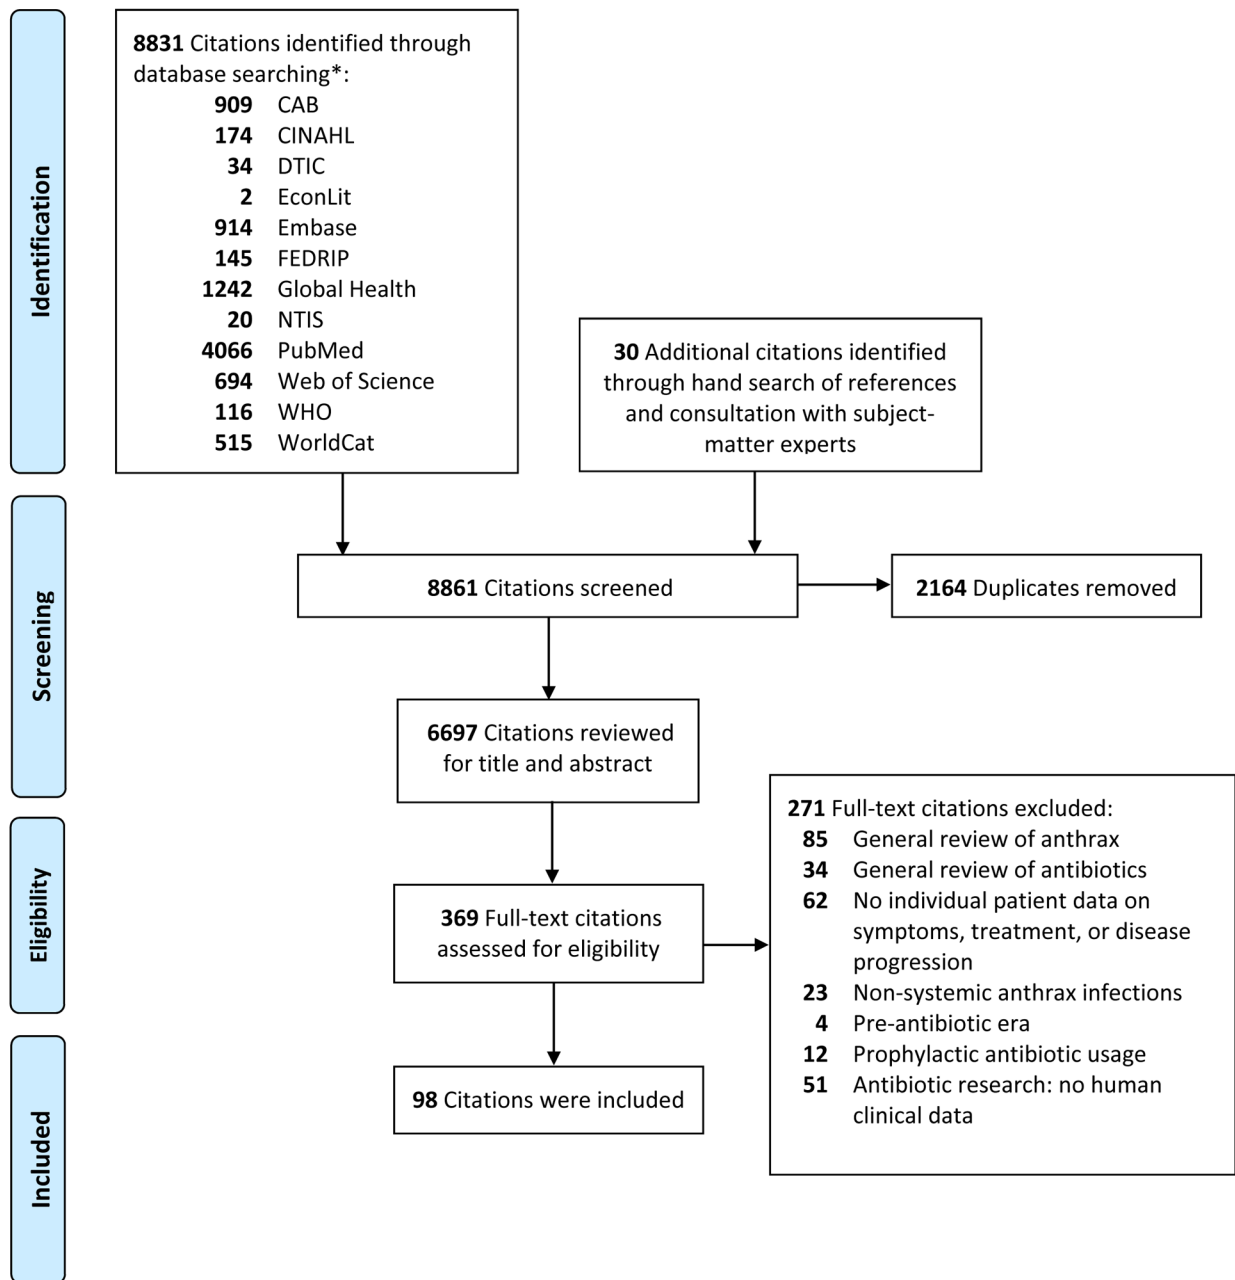 Identification
8831 Citations identified through
database searching*:
909 CAB
174 CINAHL
34 DTIC
2 EconLit
914 Embase
145 FEDRIP
1242 Global Health
20 NTIS
4066 PubMed
694 Web of Science
116 WHO
515 WorldCat
30 Additional citations identified
through hand search of references
and consultation with subject-
matter experts
Screening
8861 Citations screened
2164 Duplicates removed
6697 Citations reviewed
for title and abstract
Eligibility
369 Full-text citations
assessed for eligibility
271 Full-text citations excluded:
85 General review of anthrax
34 General review of antibiotics
62 No individual patient data on
symptoms, treatment, or disease
progression
23 Non-systemic anthrax infections
4 Pre-antibiotic era
12 Prophylactic antibiotic usage
51 Antibiotic research: no human
clinical data
Included
98 Citations were included